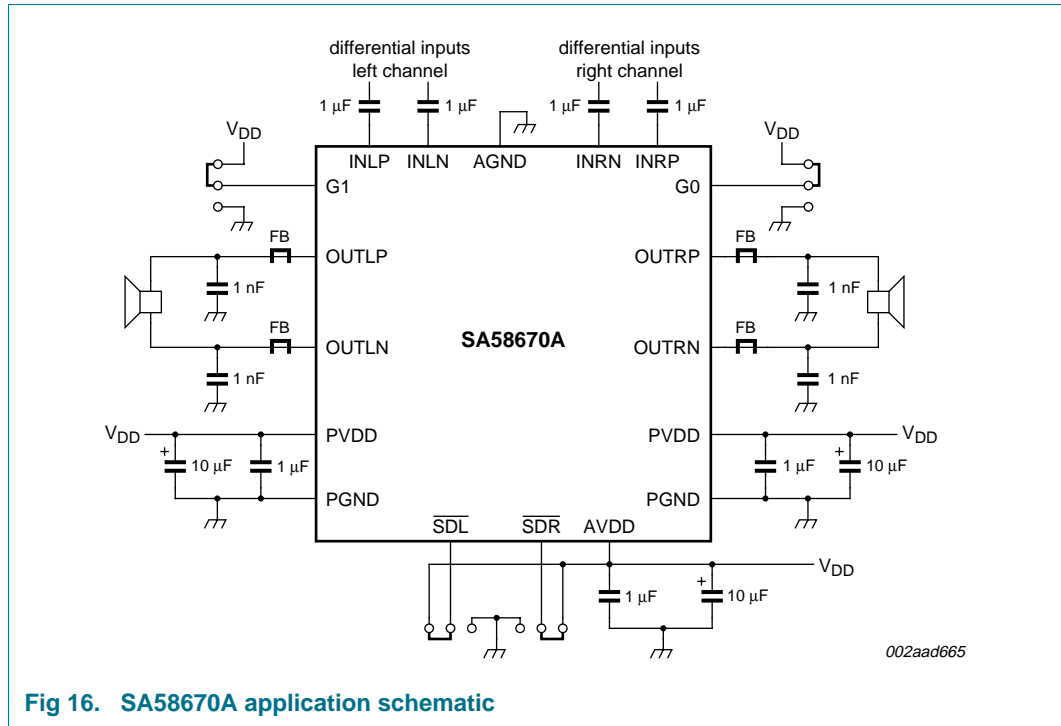 differential inputs
left channel
differential inputs
right channel
1 μF
1 μF
1 μF
1 μF
VDD
VDD
INLP
INLN
AGND
INRN
INRP
G1
G0
FB
OUTLP
OUTRP
FB
1 nF
1 nF
FB
OUTLN
SA58670A
OUTRN
FB
1 nF
1 nF
VDD
PVDD
PVDD
VDD
+
10 μF
1 μF
1 μF
+
10 μF
PGND
PGND
SDL
SDR
AVDD
VDD
1 μF
+
10 μF
002aad665
Fig 16. SA58670A application schematic